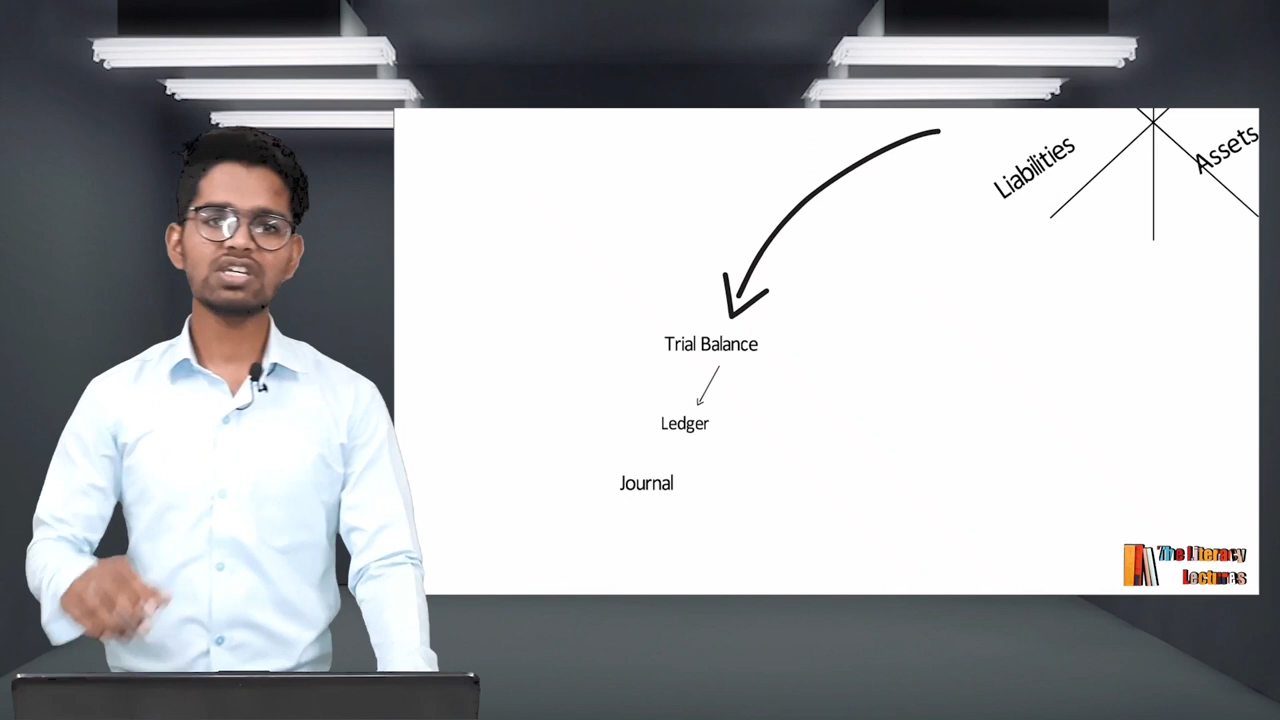 Liabilities
Assets
Trial Balance
Ledger
Journal
The Literacy
Lectures